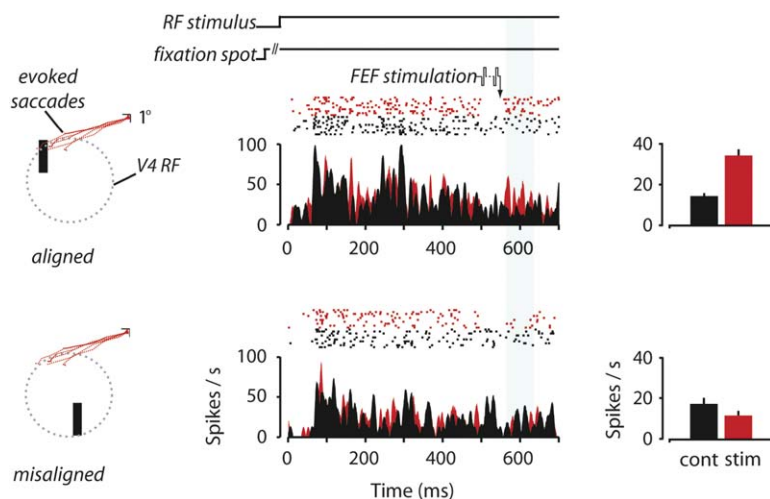 RF stimulus
fixation spot
//
FEF stimulation
evoked
saccades
1°
V4 RF
aligned
100
50
0
0 200 400 600
40
20
0
misaligned
Spikes / s
100
50
0
0 200 400 600
Time (ms)
Spikes / s
40
20
0
cont stim